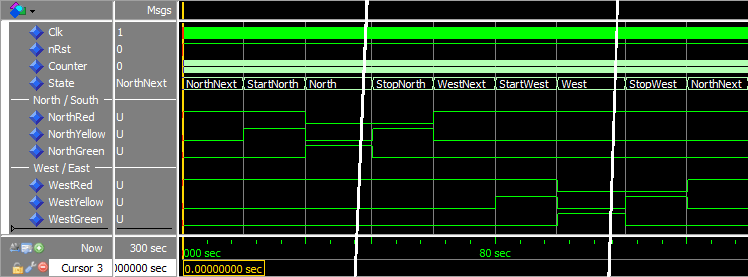 Msgs
Clk 1
nRst 0
Counter 0
State NorthNext NorthNext StartNorth North StopNorth WestNext StartWest West StopWest NorthNext
North / South
NorthRed U
NorthYellow U
NorthGreen U
West / East
WestRed U
WestYellow U
WestGreen U
Now 300 sec 000 sec 80 sec
Cursor 3 000000 sec 0.00000000 sec